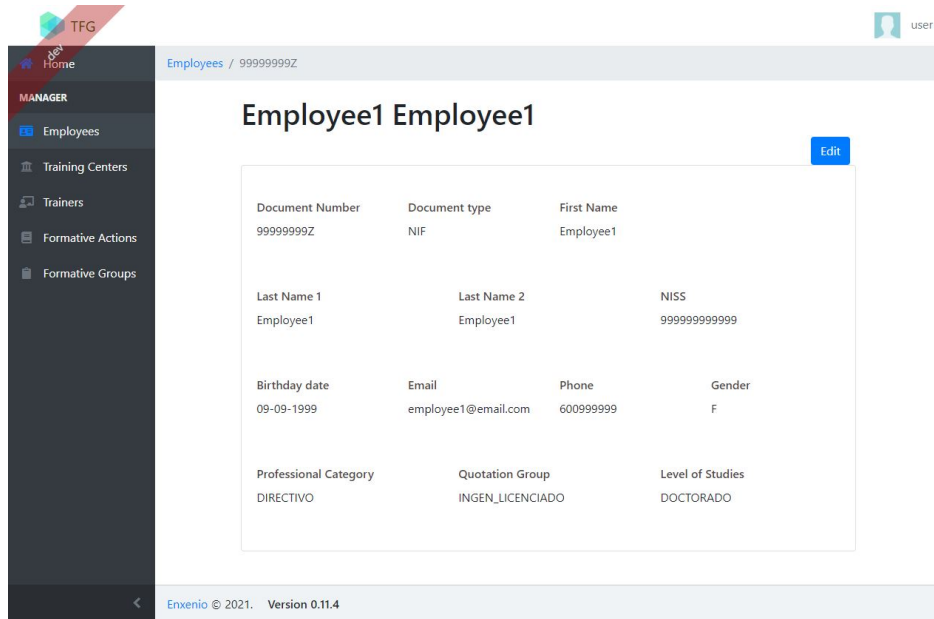 TFG
user
dev
Home
Employees / 99999999Z
MANAGER
Employees
Training Centers
Trainers
Formative Actions
Formative Groups
Employee1 Employee1
Edit
Document Number Document type First Name
99999999Z NIF Employee1
Last Name 1 Last Name 2 NISS
Employee1 Employee1 999999999999
Birthday date Email Phone Gender
09-09-1999 employee1@email.com 600999999 F
Professional Category Quotation Group Level of Studies
DIRECTIVO INGEN_LICENCIADO DOCTORADO
Enxenio © 2021. Version 0.11.4